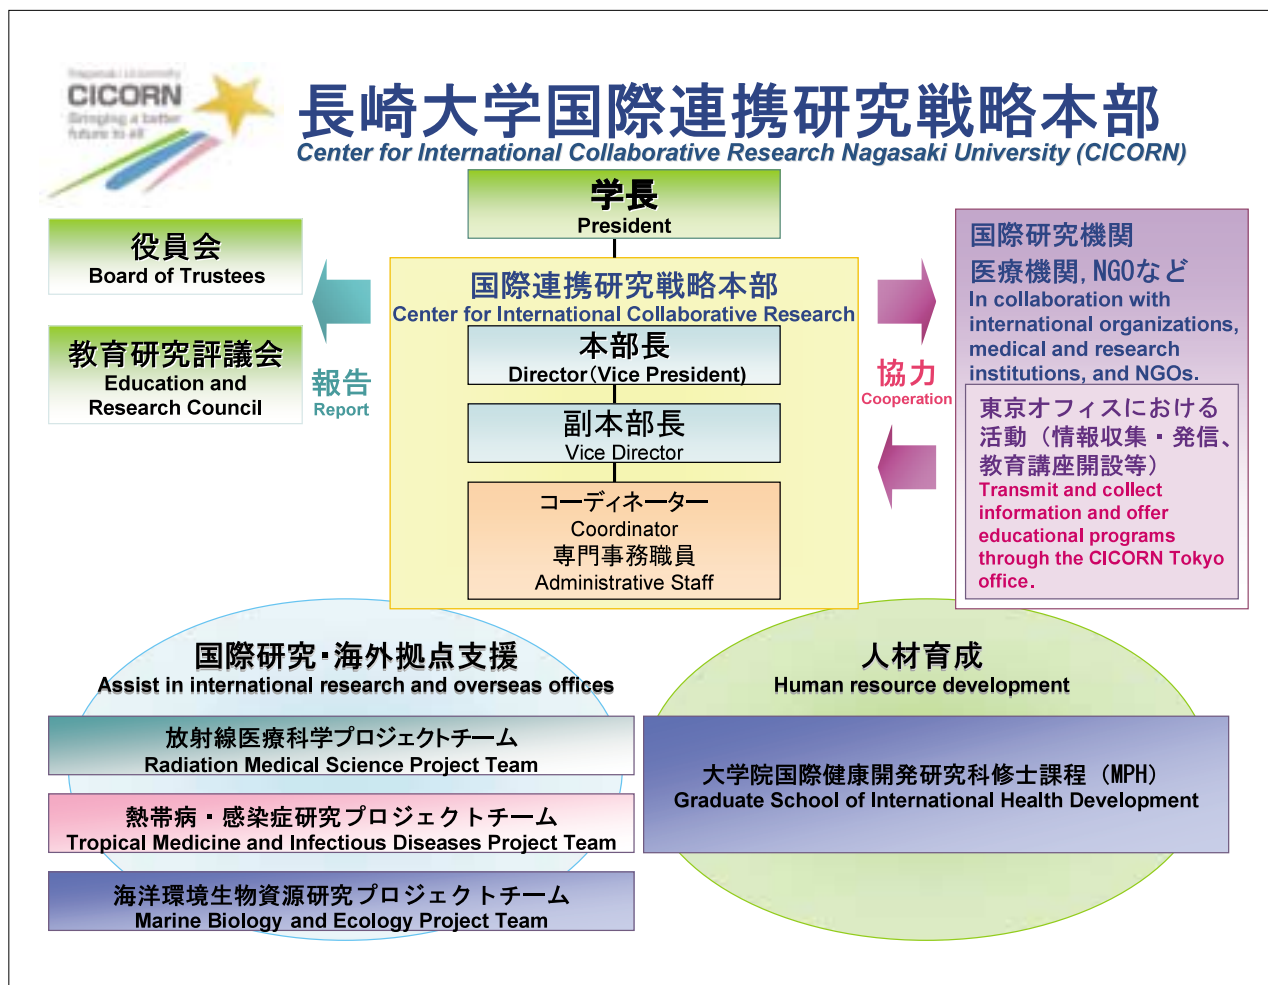 Nagasaki University
CICORN
Bringing a better
future to all
長崎大学国際連携研究戦略本部
Center for International Collaborative Research Nagasaki University (CICORN)
学長
President
役員会
Board of Trustees
教育研究評議会
Education and
Research Council
報告
Report
国際連携研究戦略本部
Center for International Collaborative Research
本部長
Director(Vice President)
副本部長
Vice Director
コーディネーター
Coordinator
専門事務職員
Administrative Staff
協力
Cooperation
国際研究機関
医療機関,NGOなど
In collaboration with
international organizations,
medical and research
institutions, and NGOs.
東京オフィスにおける
活動（情報収集・発信、
教育講座開設等）
Transmit and collect
information and offer
educational programs
through the CICORN Tokyo
office.
国際研究・海外拠点支援
Assist in international research and overseas offices
放射線医療科学プロジェクトチーム
Radiation Medical Science Project Team
熱帯病・感染症研究プロジェクトチーム
Tropical Medicine and Infectious Diseases Project Team
海洋環境生物資源研究プロジェクトチーム
Marine Biology and Ecology Project Team
人材育成
Human resource development
大学院国際健康開発研究科修士課程（MPH）
Graduate School of International Health Development